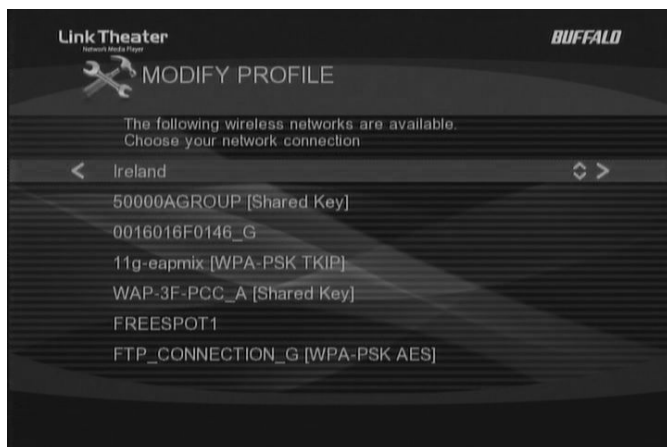 LinkTheater
BUFFALO
Network Media Player
MODIFY PROFILE
The following wireless networks are available.
Choose your network connection
< Ireland >
50000AGROUP [Shared Key]
0016016F0146_G
11g-eapmix [WPA-PSK TKIP]
WAP-3F-PCC_A [Shared Key]
FREESPOT1
FTP_CONNECTION_G [WPA-PSK AES]